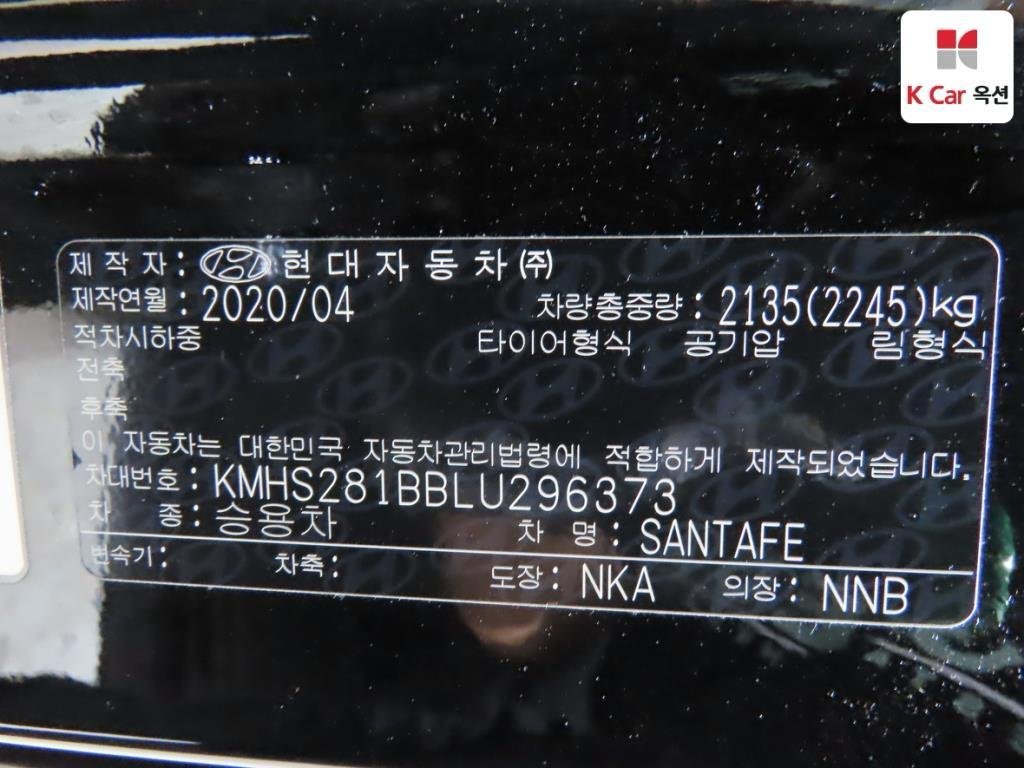 K Car 옥션
제 작 자 : 현 대 자 동 차 ㈜
제작연월 : 2020/04 차량총중량 : 2135(2245)kg
적차시하중 타이어형식 공기압 림형식
전축
후축
이 자동차는 대한민국 자동차관리법령에 적합하게 제작되었습니다.
차대번호 : KMHS281BBLU296373
차 종 : 승용차 차 명 : SANTAFE
변속기 : 차축 : 도장 : NKA 의장 : NNB